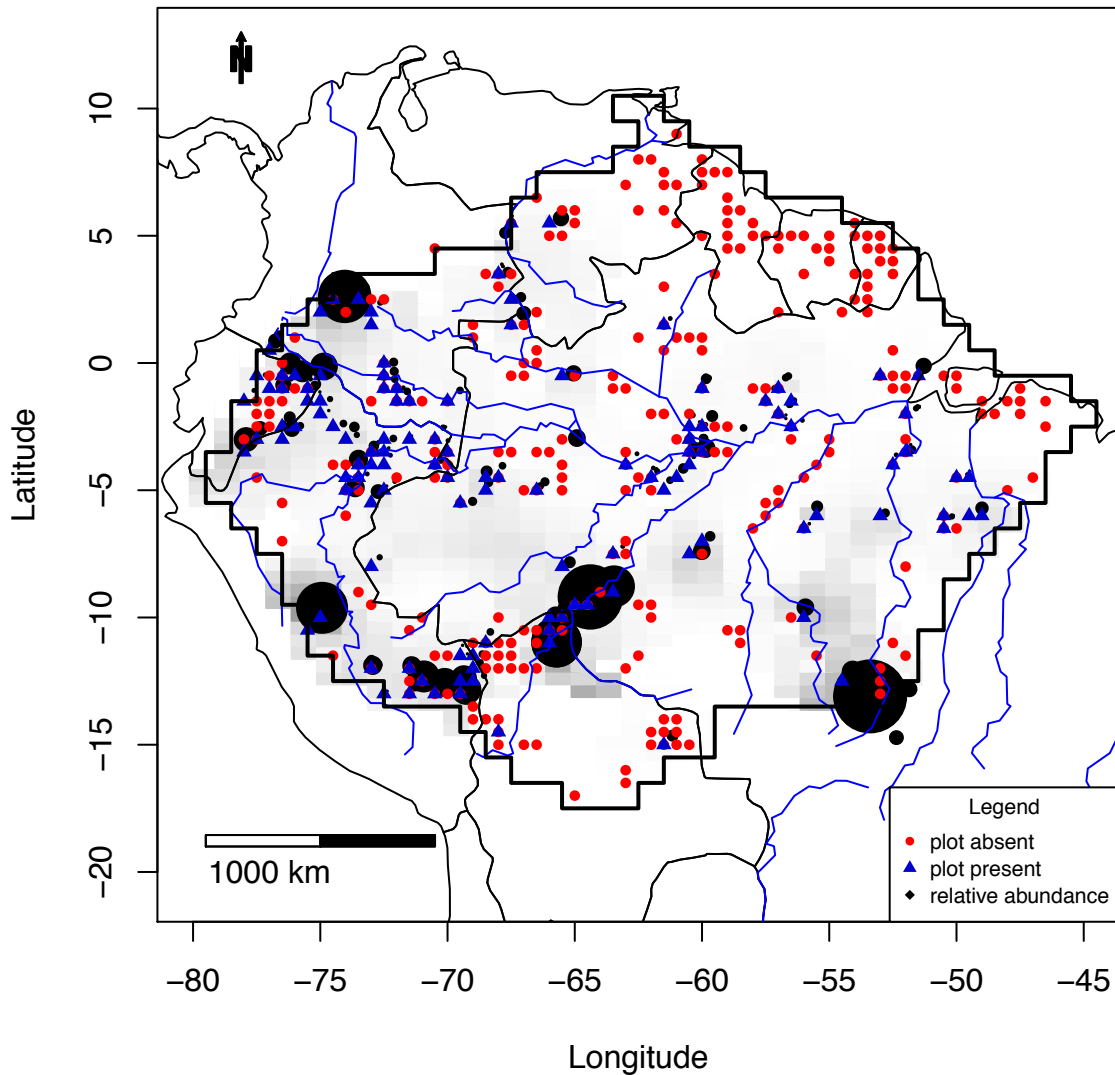 N
10
5
0
−5
−10
−15
−20
Latitude
1000 km
Legend
plot absent
plot present
relative abundance
−80
−75
−70
−65
−60
−55
−50
−45
Longitude